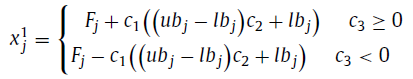 x_j^1 = { F_j + c_1((ub_j − lb_j)c_2 + lb_j)   c_3 ≥ 0
F_j − c_1((ub_j − lb_j)c_2 + lb_j)   c_3 < 0